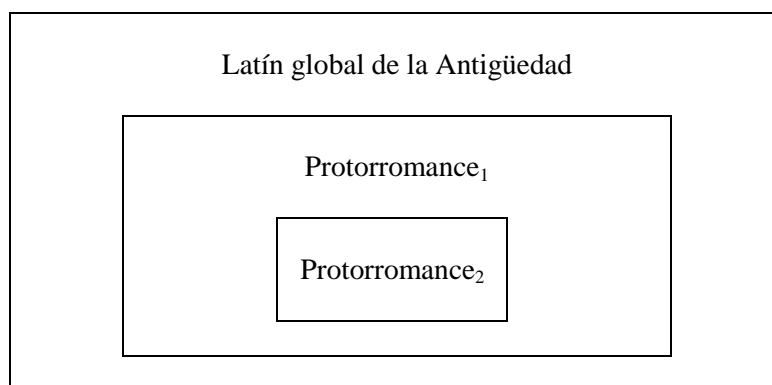 Latín global de la Antigüedad
Protorromance₁
Protorromance₂